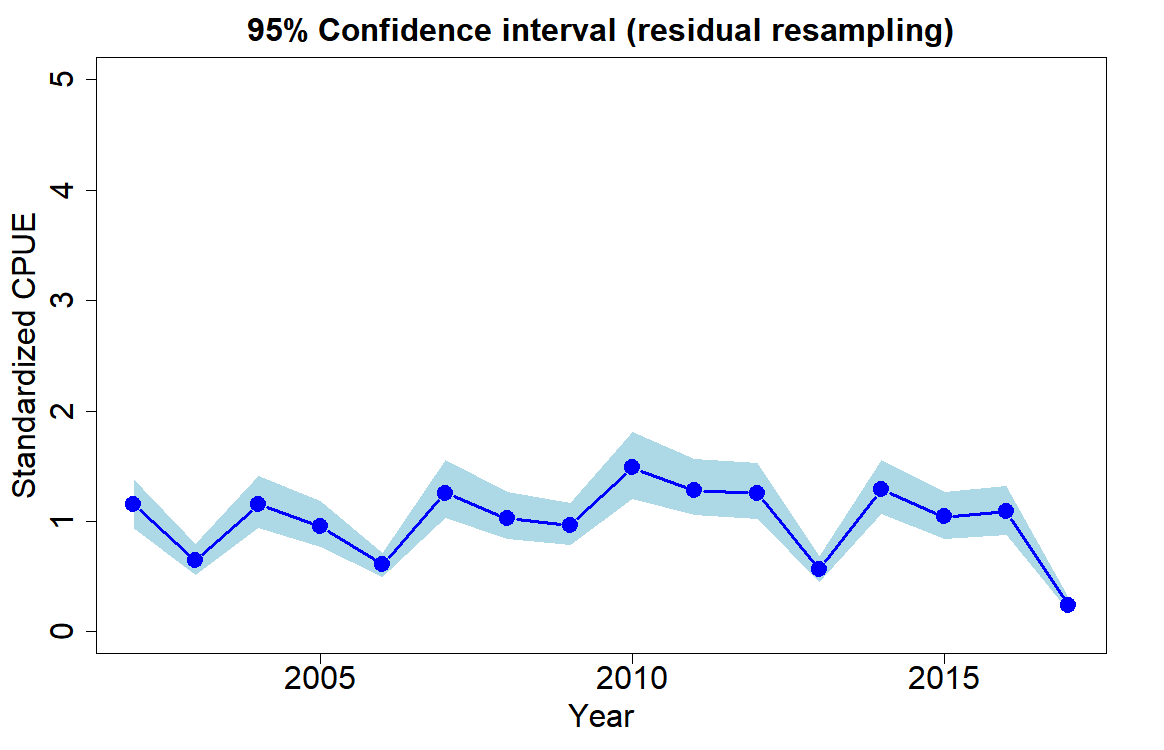 95% Confidence interval (residual resampling)
Standardized CPUE
5
4
3
2
1
0
2005 2010 2015
Year